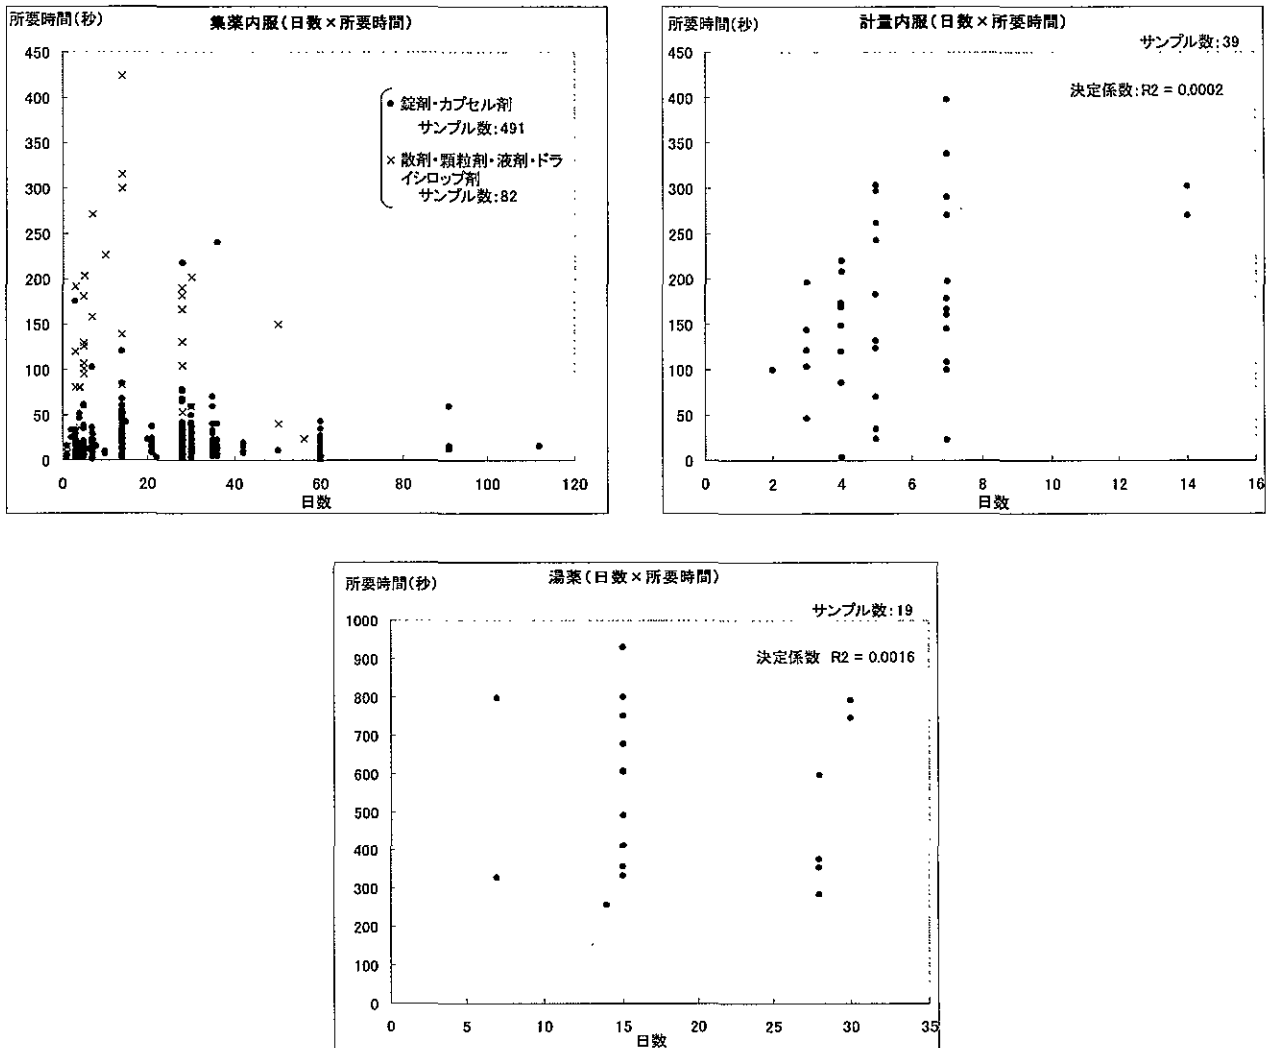 集薬内服(日数×所要時間)
所要時間(秒)
450
400
350
300
250
200
150
100
50
0
● 錠剤・カプセル剤
サンプル数:491
× 散剤・顆粒剤・液剤・ドラ
イシロップ剤
サンプル数:82
0 20 40 60 80 100 120
日数
計量内服(日数×所要時間)
所要時間(秒)
サンプル数:39
決定係数:R2 = 0.0002
450
400
350
300
250
200
150
100
50
0
0 2 4 6 8 10 12 14 16
日数
湯薬(日数×所要時間)
所要時間(秒)
サンプル数:19
決定係数 R2 = 0.0016
1000
900
800
700
600
500
400
300
200
100
0
0 5 10 15 20 25 30 35
日数